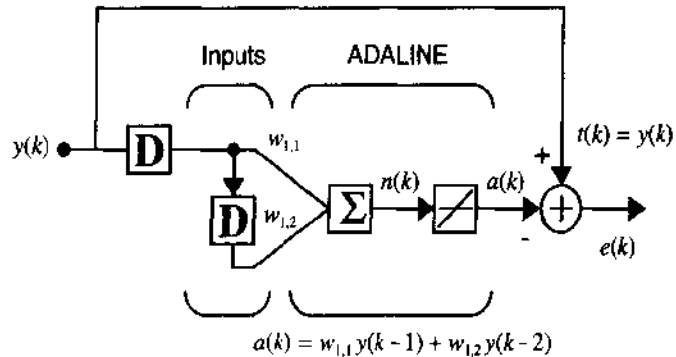 Inputs ADALINE
y(k) D w₁,₁ n(k) a(k) + t(k) = y(k)
D w₁,₂ Σ + -
e(k)
a(k) = w₁,₁ y(k−1) + w₁,₂ y(k−2)